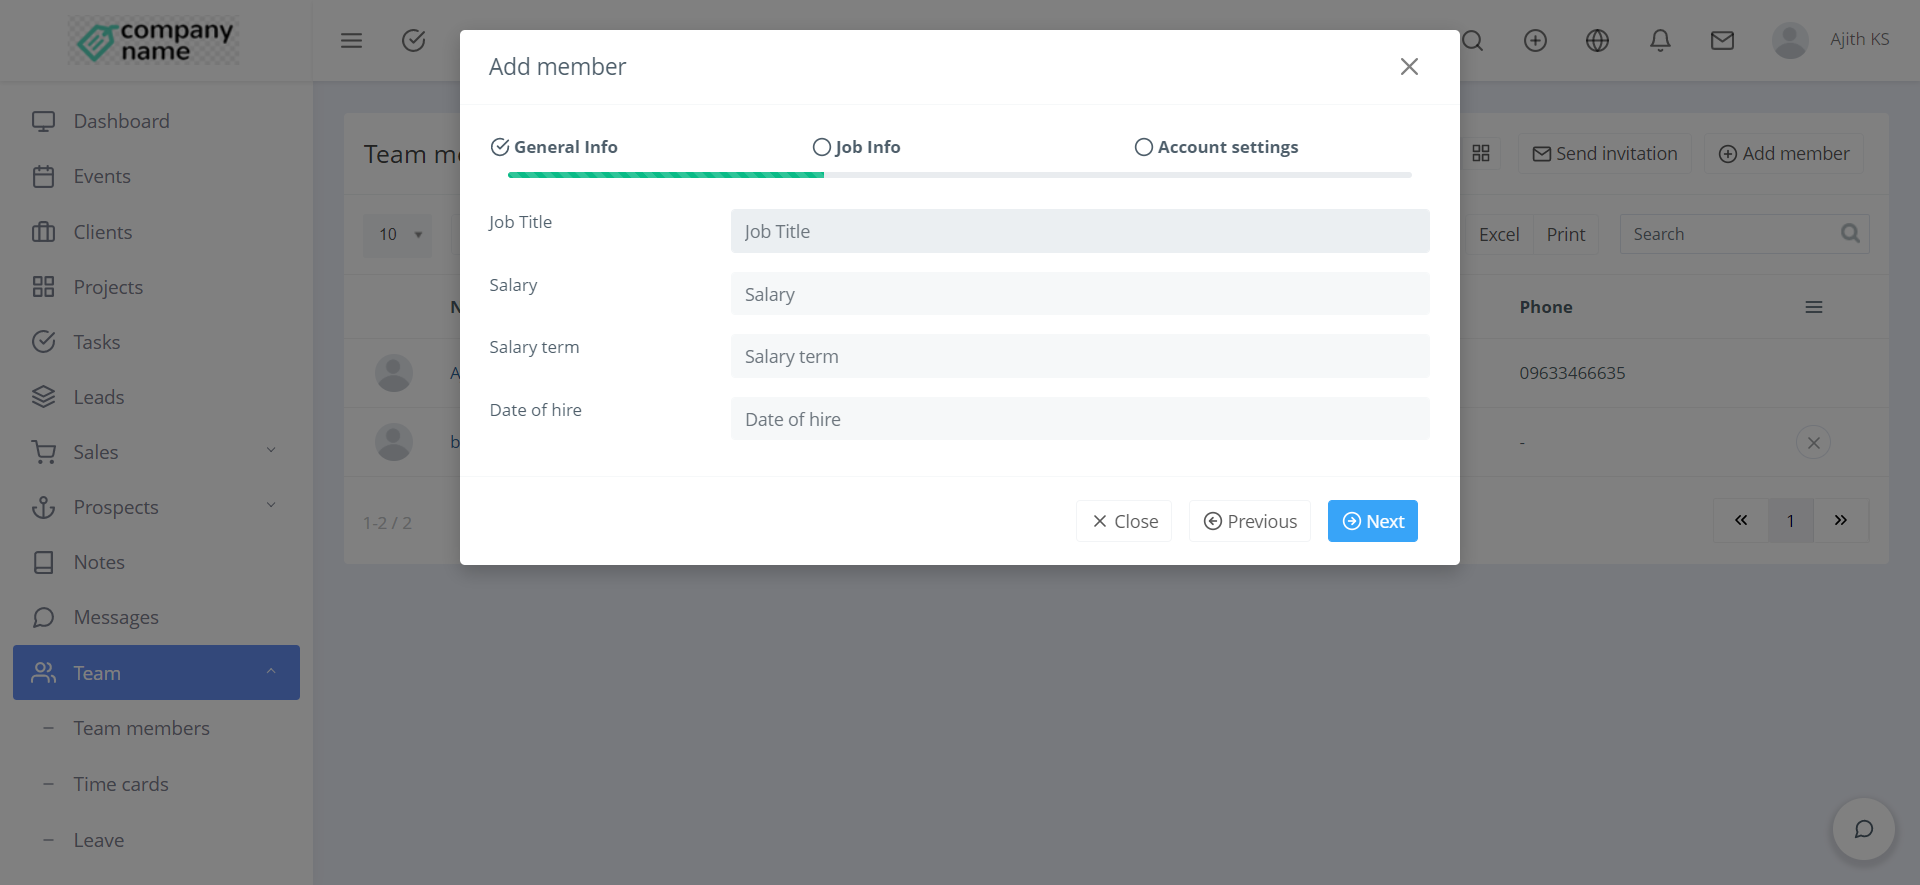 company
name
Ajith KS
Dashboard
Events
Clients
Projects
Tasks
Leads
Sales
Prospects
Notes
Messages
Team
Team members
Time cards
Leave
Add member
General Info
Job Info
Account settings
Job Title
Job Title
Salary
Salary
Salary term
Salary term
Date of hire
Date of hire
Close
Previous
Next
Send invitation
Add member
10
Excel
Print
Search
Phone
09633466635
-
1-2 / 2
«
1
»